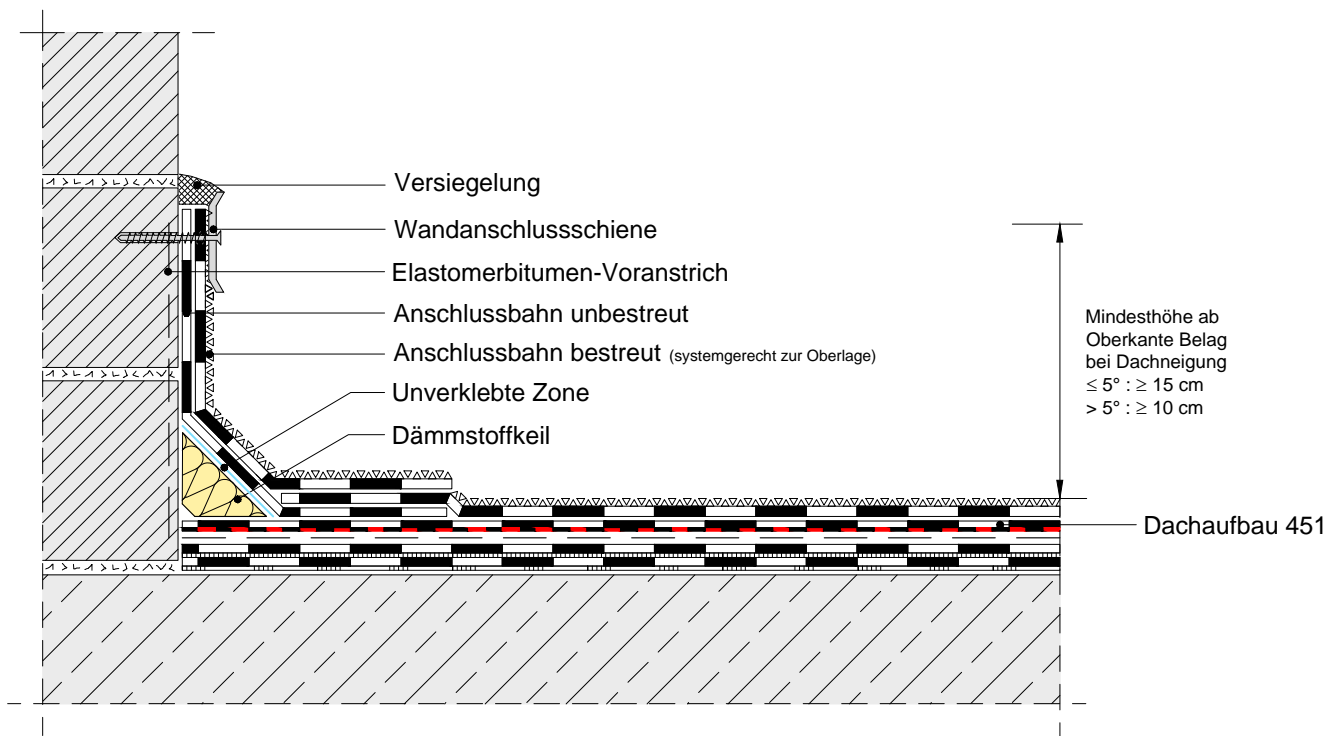 Versiegelung
Wandanschlussschiene
Elastomerbitumen-Voranstrich
Anschlussbahn unbestreut
Anschlussbahn bestreut (systemgerecht zur Oberlage)
Unverklebte Zone
Dämmstoffkeil
Mindesthöhe ab
Oberkante Belag
bei Dachneigung
≤ 5° : ≥ 15 cm
> 5° : ≥ 10 cm
Dachaufbau 451